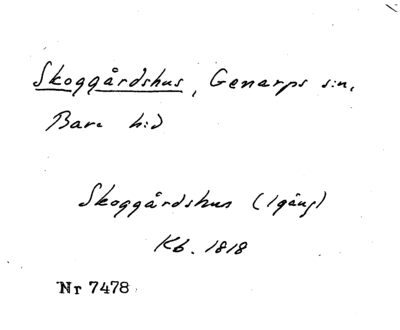 Skoggårdshus, Genarps s:n,
Bara h:d
Skoggårdshus (1gång)
Kb. 1818
Nr 7478